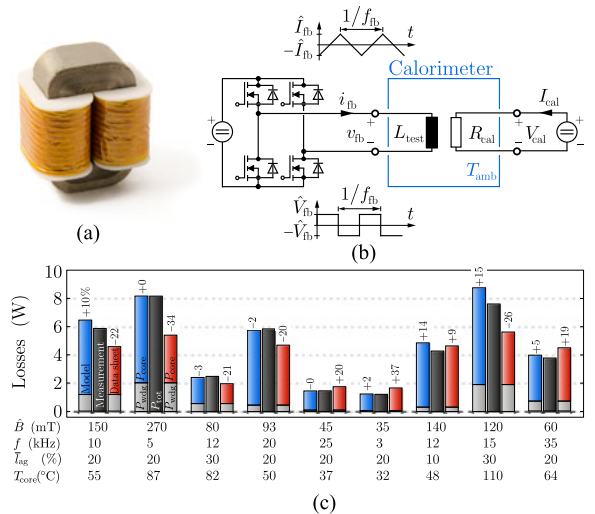 (a)
Î_fb
−Î_fb
1/f_fb
t
Calorimeter
+
−
i_fb
v_fb
+
−
L_test
R_cal
T_amb
+
−
I_cal
V_cal
+
−
V̂_fb
−V̂_fb
1/f_fb
t
(b)
Losses (W)
10
8
6
4
2
0
+10%
-22
+0
-34
-3
-21
-2
-20
-0
+20
+2
+37
+14
+9
+15
-26
+5
+19
Model
Measurement
Data sheet
P_core
P_wdg
P_tot
P_core
P_wdg
B̂ (mT) 150 270 80 93 45 35 140 120 60
f (kHz) 10 5 12 20 25 3 12 15 35
l̅_ag (%) 20 20 30 20 20 20 10 30 20
T_core(°C) 55 87 82 50 37 32 48 110 64
(c)